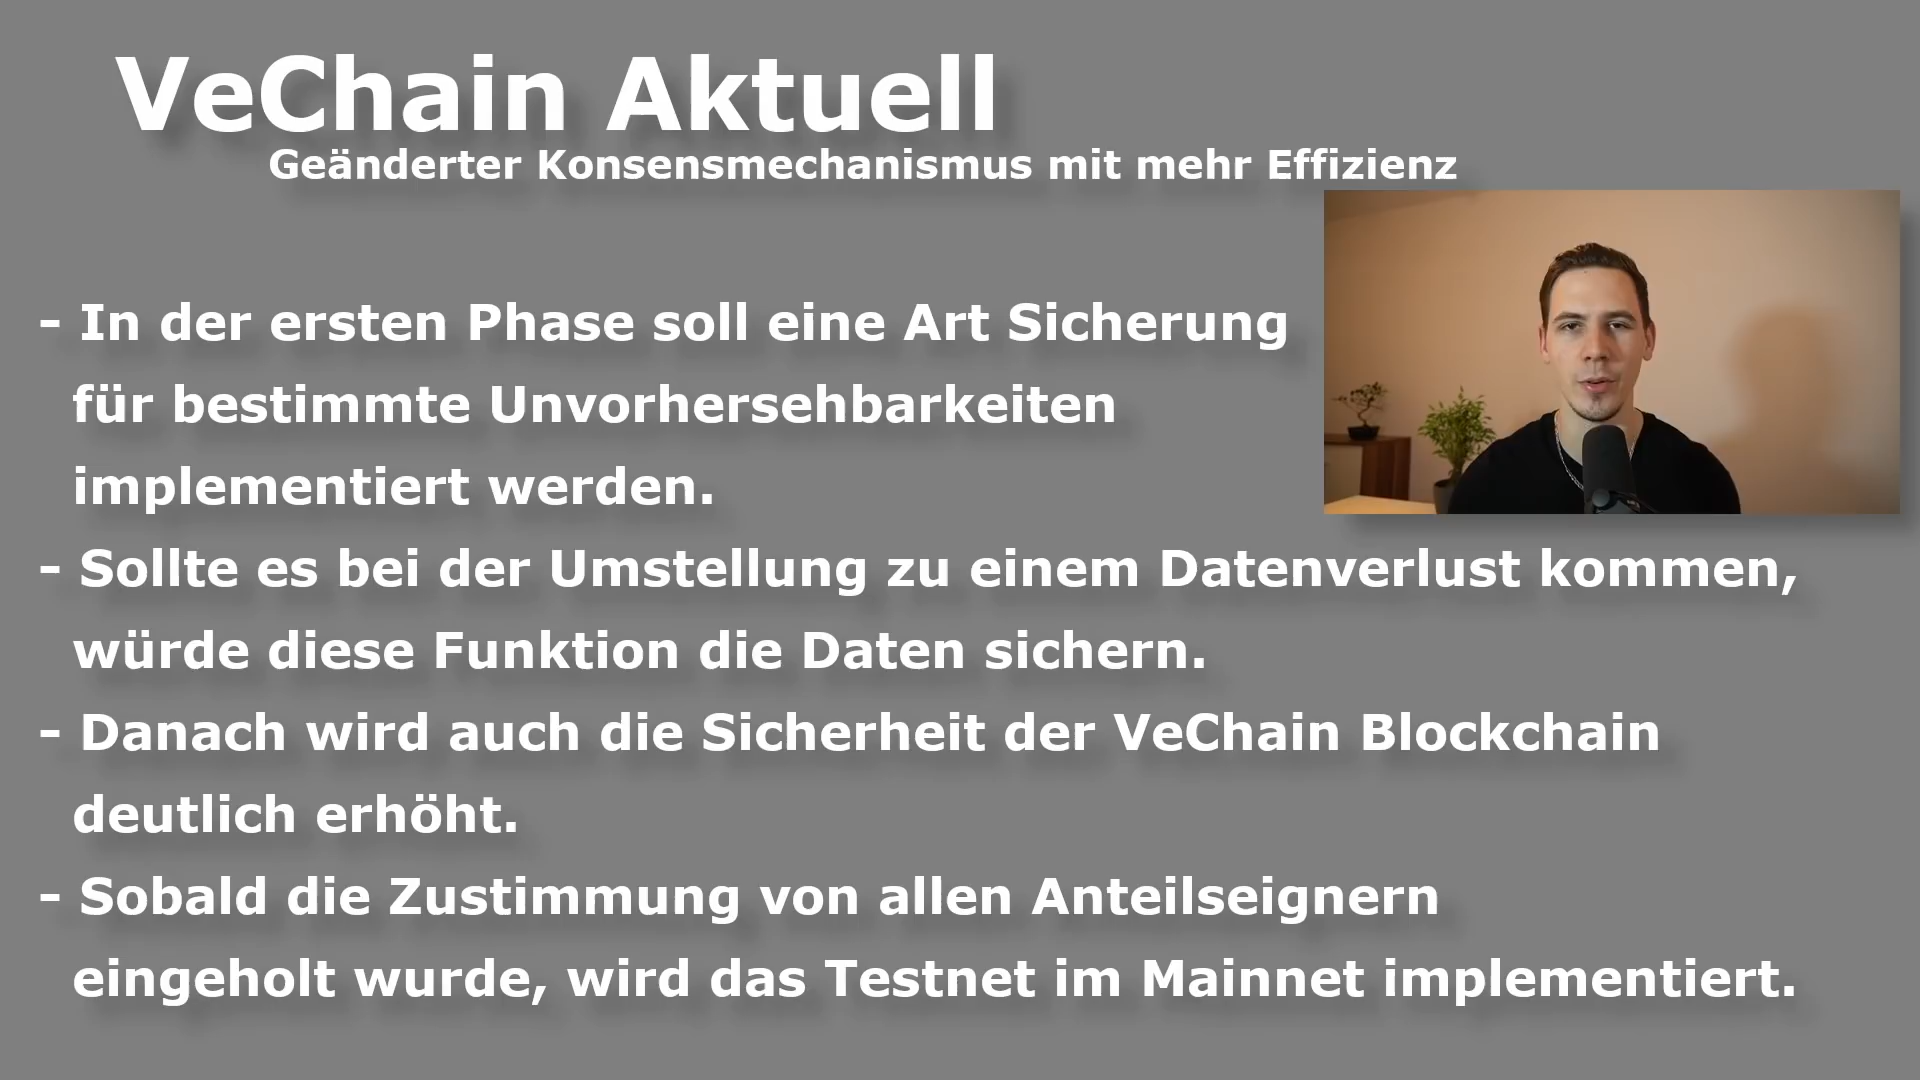 VeChain Aktuell
Geänderter Konsensmechanismus mit mehr Effizienz
- In der ersten Phase soll eine Art Sicherung
für bestimmte Unvorhersehbarkeiten
implementiert werden.
- Sollte es bei der Umstellung zu einem Datenverlust kommen,
würde diese Funktion die Daten sichern.
- Danach wird auch die Sicherheit der VeChain Blockchain
deutlich erhöht.
- Sobald die Zustimmung von allen Anteilseignern
eingeholt wurde, wird das Testnet im Mainnet implementiert.